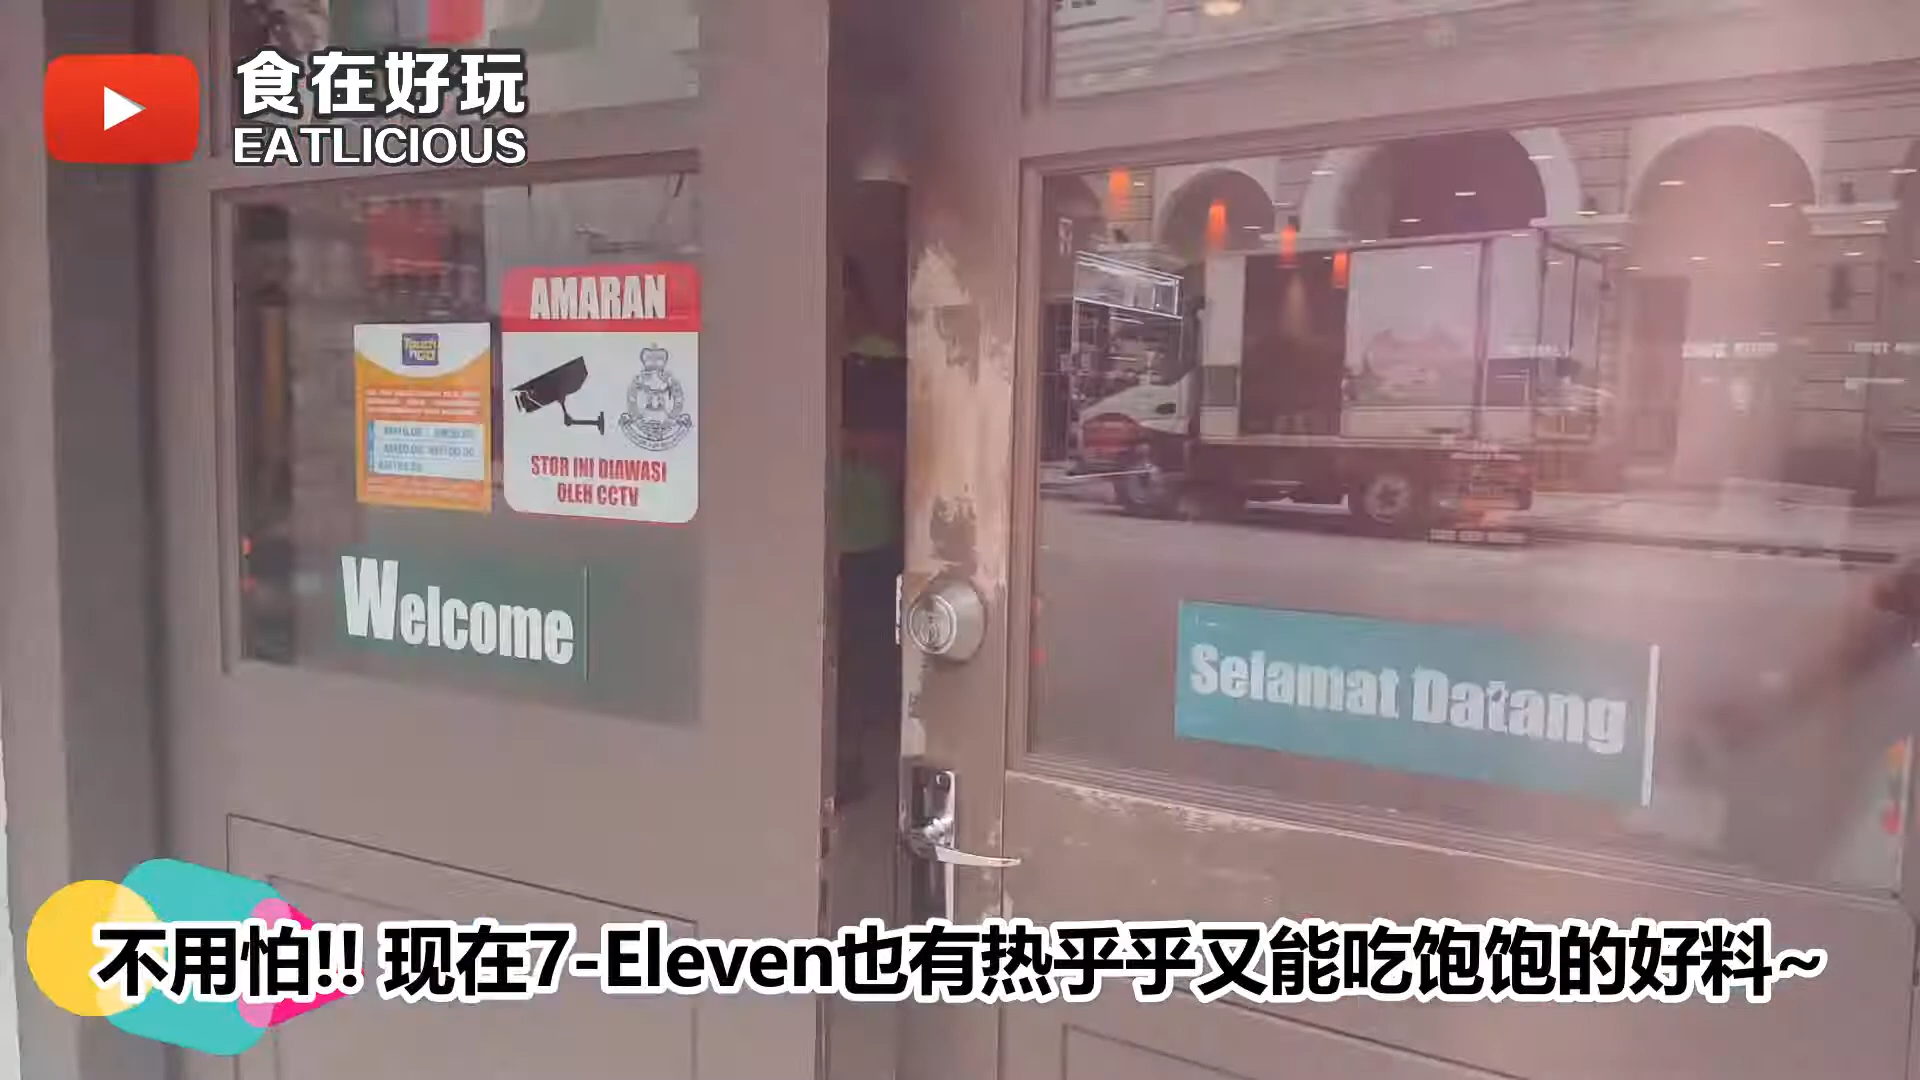 食在好玩
EATLICIOUS
Touch
n GO
AMARAN
STOR INI DIAWASI
OLEH CCTV
Welcome
Selamat Datang
不用怕!! 现在7-Eleven也有热乎乎又能吃饱饱的好料~